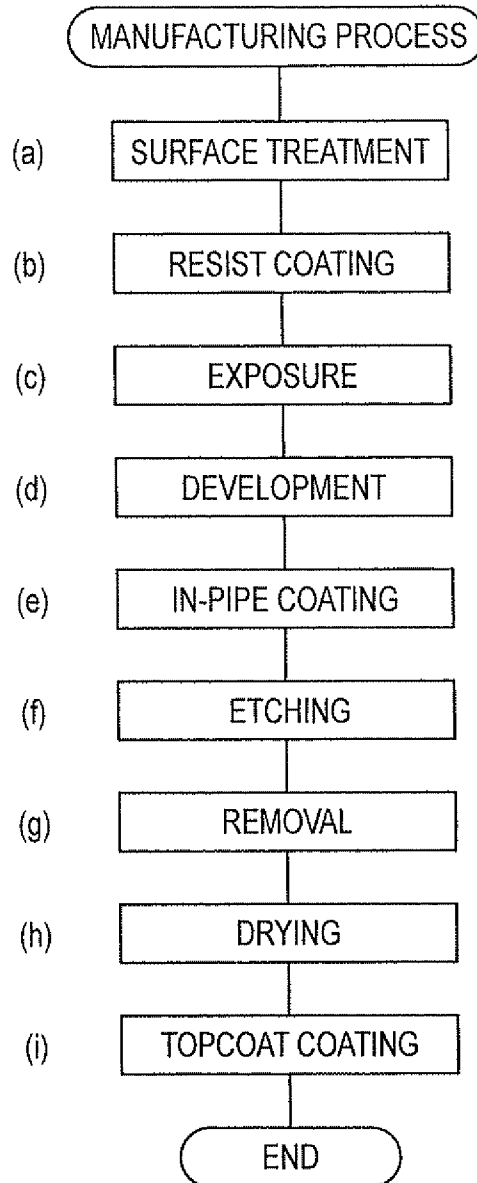 MANUFACTURING PROCESS
(a) SURFACE TREATMENT
(b) RESIST COATING
(c) EXPOSURE
(d) DEVELOPMENT
(e) IN-PIPE COATING
(f) ETCHING
(g) REMOVAL
(h) DRYING
(i) TOPCOAT COATING
END